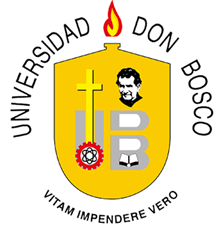 UNIVERSIDAD DON BOSCO
UDB
VITAM IMPENDERE VERO